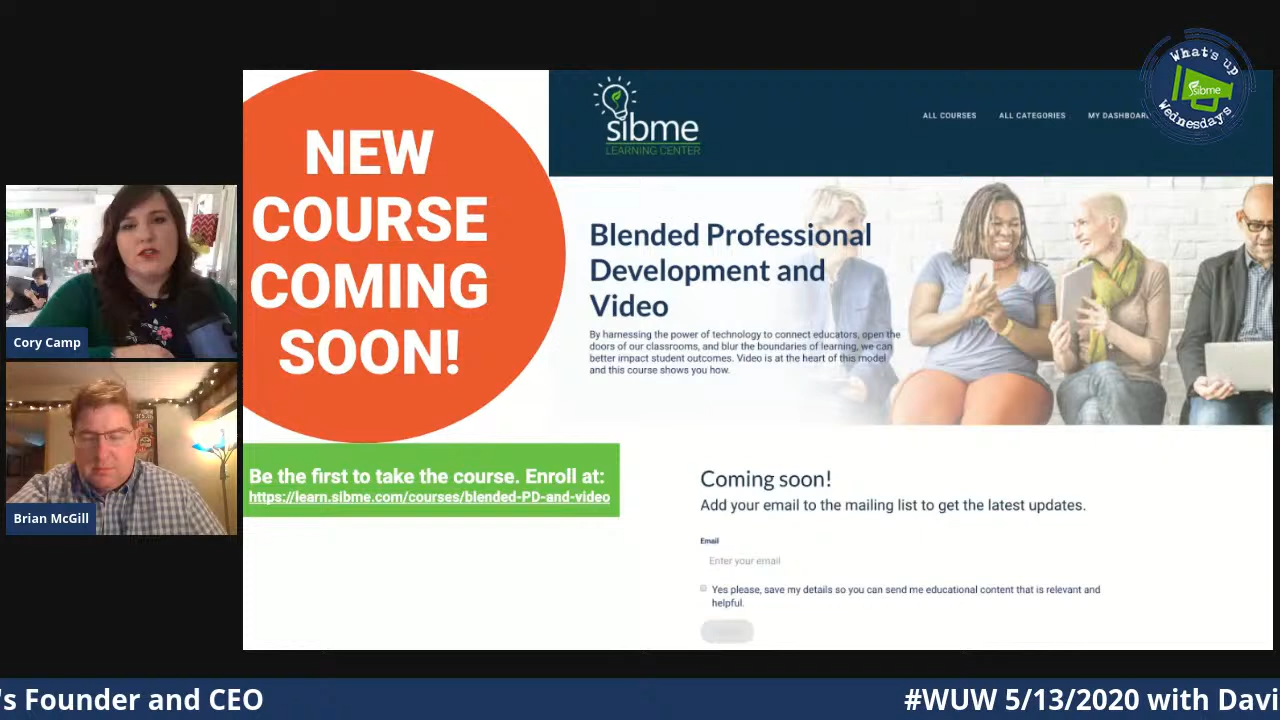 What's up
sibme
Wednesdays
NEW
COURSE
COMING
SOON!
sibme
LEARNING CENTER
ALL COURSES
ALL CATEGORIES
MY DASHBOARD
Blended Professional
Development and
Video
By harnessing the power of technology to connect educators, open the
doors of our classrooms, and blur the boundaries of learning, we can
better impact student outcomes. Video is at the heart of this model
and this course shows you how.
Cory Camp
Brian McGill
Be the first to take the course. Enroll at:
https://learn.sibme.com/courses/blended-PD-and-video
Coming soon!
Add your email to the mailing list to get the latest updates.
Email
Enter your email
Yes please, save my details so you can send me educational content that is relevant and
helpful.
's Founder and CEO
#WUW 5/13/2020 with Davi